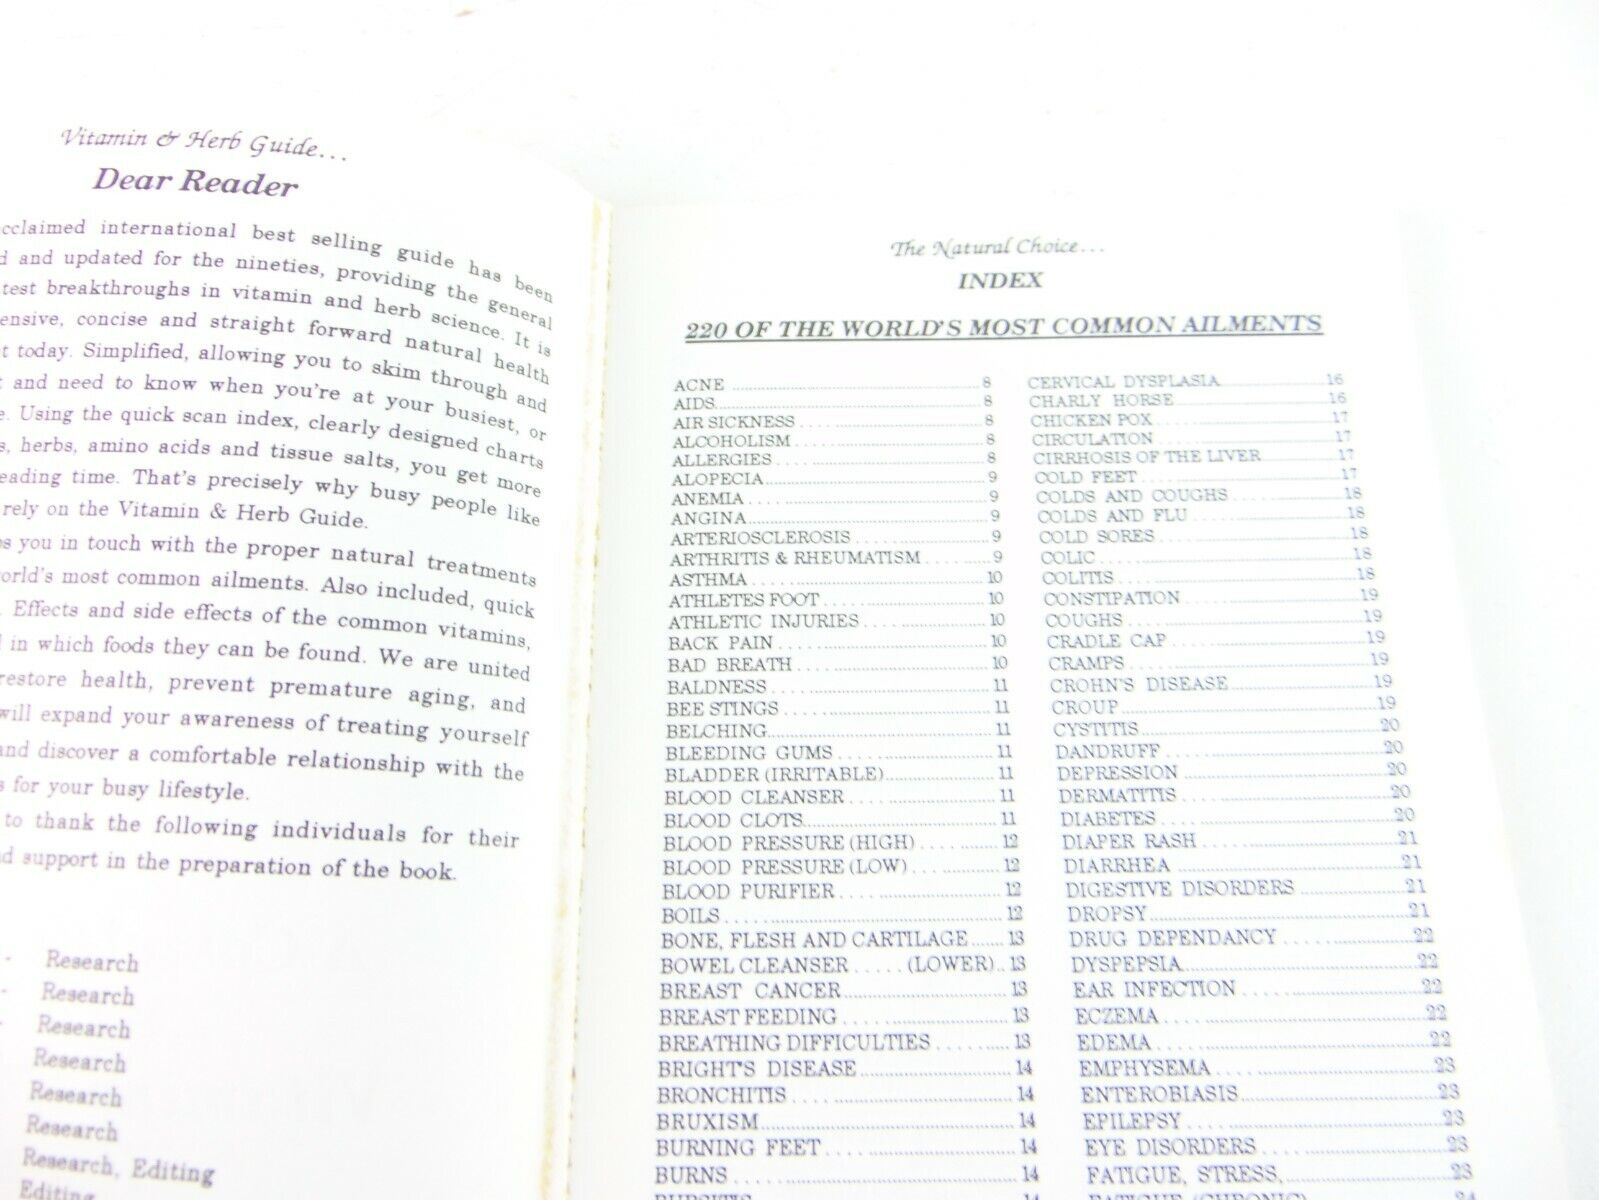 Vitamin & Herb Guide...
Dear Reader
cclaimed international best selling guide has been
and updated for the nineties, providing the general
test breakthroughs in vitamin and herb science. It is
ensive, concise and straight forward natural health
t today. Simplified, allowing you to skim through and
t and need to know when you're at your busiest, or
e. Using the quick scan index, clearly designed charts
s, herbs, amino acids and tissue salts, you get more
eading time. That's precisely why busy people like
rely on the Vitamin & Herb Guide.
s you in touch with the proper natural treatments
orld's most common ailments. Also included, quick
. Effects and side effects of the common vitamins,
in which foods they can be found. We are united
restore health, prevent premature aging, and
will expand your awareness of treating yourself
and discover a comfortable relationship with the
s for your busy lifestyle.
to thank the following individuals for their
d support in the preparation of the book.
- Research
- Research
- Research
Research
Research
Research
Research, Editing
Editing
The Natural Choice...
INDEX
220 OF THE WORLD'S MOST COMMON AILMENTS
ACNE ..... 8
AIDS ..... 8
AIR SICKNESS ..... 8
ALCOHOLISM ..... 8
ALLERGIES ..... 8
ALOPECIA ..... 9
ANEMIA ..... 9
ANGINA ..... 9
ARTERIOSCLEROSIS ..... 9
ARTHRITIS & RHEUMATISM ..... 9
ASTHMA ..... 10
ATHLETES FOOT ..... 10
ATHLETIC INJURIES ..... 10
BACK PAIN ..... 10
BAD BREATH ..... 10
BALDNESS ..... 11
BEE STINGS ..... 11
BELCHING ..... 11
BLEEDING GUMS ..... 11
BLADDER (IRRITABLE) ..... 11
BLOOD CLEANSER ..... 11
BLOOD CLOTS ..... 11
BLOOD PRESSURE (HIGH) ..... 12
BLOOD PRESSURE (LOW) ..... 12
BLOOD PURIFIER ..... 12
BOILS ..... 12
BONE, FLESH AND CARTILAGE ..... 13
BOWEL CLEANSER ..... (LOWER) .. 13
BREAST CANCER ..... 13
BREAST FEEDING ..... 13
BREATHING DIFFICULTIES ..... 13
BRIGHT'S DISEASE ..... 14
BRONCHITIS ..... 14
BRUXISM ..... 14
BURNING FEET ..... 14
BURNS ..... 14
BURSITIS ..... 14
CERVICAL DYSPLASIA ..... 16
CHARLY HORSE ..... 16
CHICKEN POX ..... 17
CIRCULATION ..... 17
CIRRHOSIS OF THE LIVER ..... 17
COLD FEET ..... 17
COLDS AND COUGHS ..... 18
COLDS AND FLU ..... 18
COLD SORES ..... 18
COLIC ..... 18
COLITIS ..... 18
CONSTIPATION ..... 19
COUGHS ..... 19
CRADLE CAP ..... 19
CRAMPS ..... 19
CROHN'S DISEASE ..... 19
CROUP ..... 19
CYSTITIS ..... 20
DANDRUFF ..... 20
DEPRESSION ..... 20
DERMATITIS ..... 20
DIABETES ..... 20
DIAPER RASH ..... 21
DIARRHEA ..... 21
DIGESTIVE DISORDERS ..... 21
DROPSY ..... 21
DRUG DEPENDANCY ..... 22
DYSPEPSIA ..... 22
EAR INFECTION ..... 22
ECZEMA ..... 22
EDEMA ..... 22
EMPHYSEMA ..... 23
ENTEROBIASIS ..... 23
EPILEPSY ..... 23
EYE DISORDERS ..... 23
FATIGUE, STRESS, ..... 23
FATIGUE (CHRONIC) ..... 24